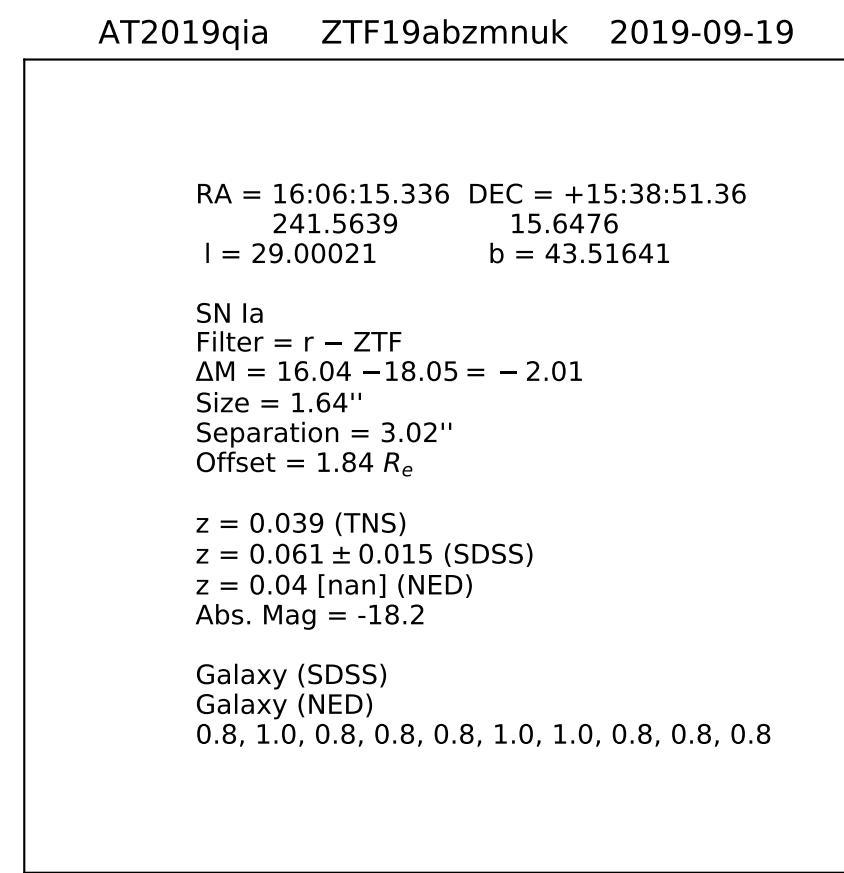 AT2019qia ZTF19abzmnuk 2019-09-19
RA = 16:06:15.336 DEC = +15:38:51.36
241.5639 15.6476
l = 29.00021 b = 43.51641
SN Ia
Filter = r − ZTF
ΔM = 16.04 −18.05 = − 2.01
Size = 1.64''
Separation = 3.02''
Offset = 1.84 Rₑ
z = 0.039 (TNS)
z = 0.061 ± 0.015 (SDSS)
z = 0.04 [nan] (NED)
Abs. Mag = -18.2
Galaxy (SDSS)
Galaxy (NED)
0.8, 1.0, 0.8, 0.8, 0.8, 1.0, 1.0, 0.8, 0.8, 0.8